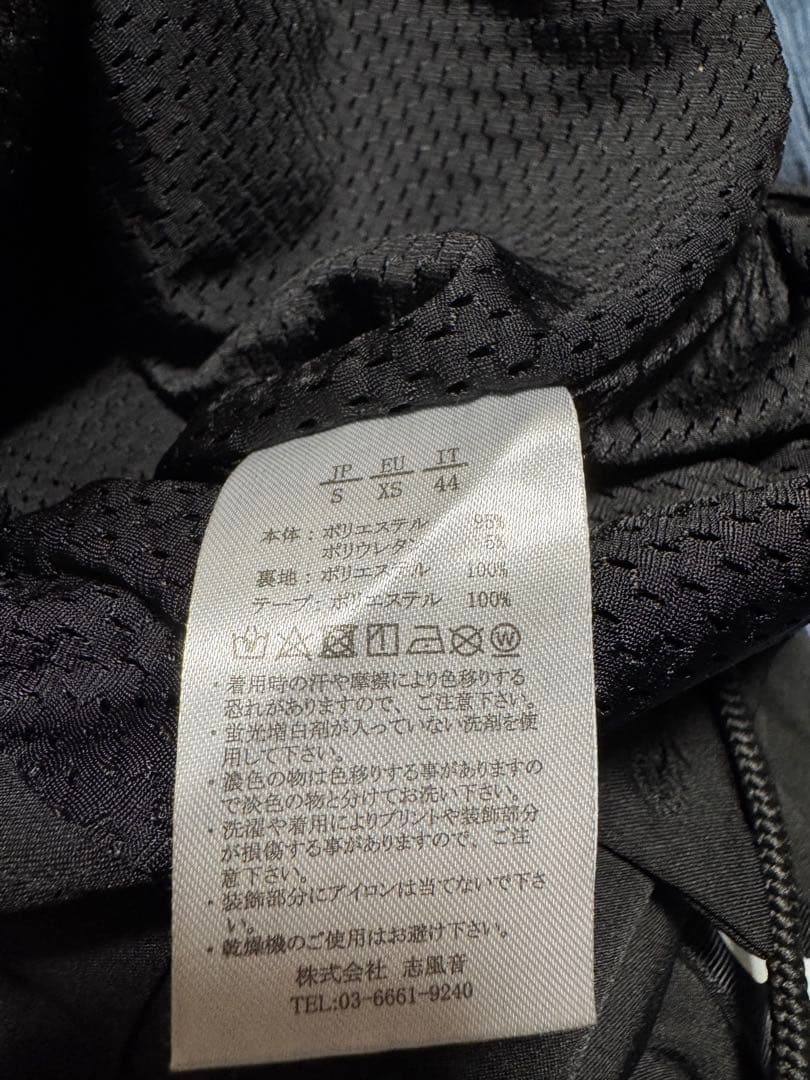 JP EU IT
S XS 44
本体：ポリエステル 95%
ポリウレタン 5%
裏地：ポリエステル 100%
テープ：ポリエステル 100%
・着用時の汗や摩擦により色移りする
恐れがありますので、ご注意下さい。
・蛍光増白剤が入っていない洗剤を使
用して下さい。
・濃色の物は色移りする事がありますの
で淡色の物と分けてお洗い下さい。
・洗濯や着用によりプリントや装飾部分
が損傷する事がありますので、ご注
意下さい。
・装飾部分にアイロンは当てないで下さ
い。
・乾燥機のご使用はお避け下さい。
株式会社 志風音
TEL:03-6661-9240